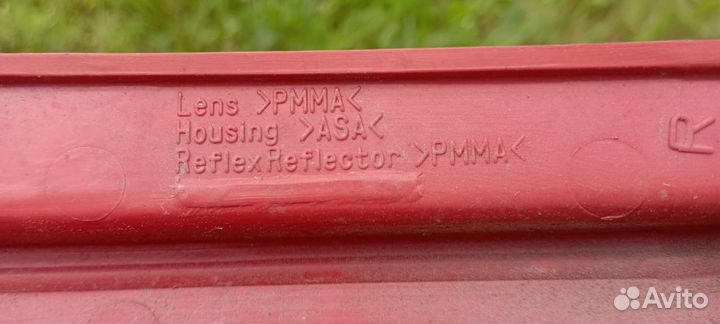 Lens >PMMA<
Housing >ASA<
Reflex Reflector >PMMA<
R
Avito